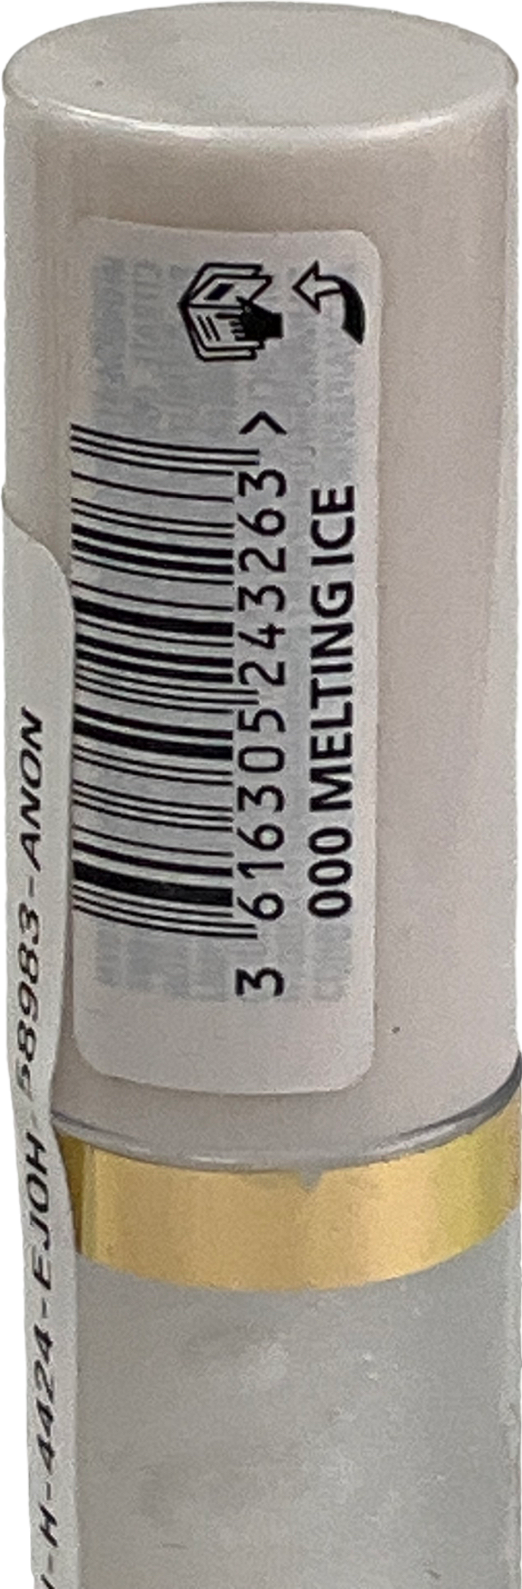 3 616305 243263 >
000 MELTING ICE
-H-4424-EJOH-58983-ANON